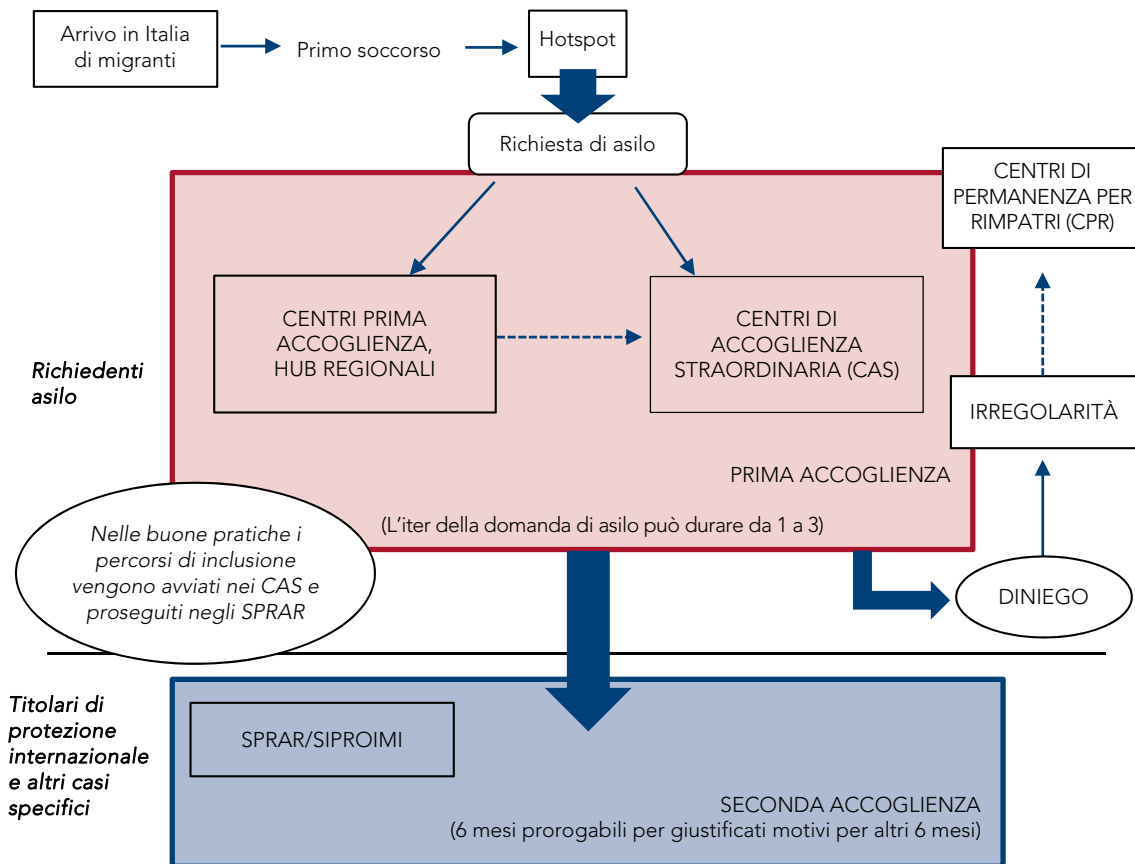 Arrivo in Italia
di migranti
Primo soccorso
Hotspot
Richiesta di asilo
CENTRI DI
PERMANENZA PER
RIMPATRI (CPR)
CENTRI PRIMA
ACCOGLIENZA,
HUB REGIONALI
CENTRI DI
ACCOGLIENZA
STRAORDINARIA (CAS)
Richiedenti
asilo
IRREGOLARITÀ
PRIMA ACCOGLIENZA
(L'iter della domanda di asilo può durare da 1 a 3)
Nelle buone pratiche i
percorsi di inclusione
vengono avviati nei CAS e
proseguiti negli SPRAR
DINIEGO
Titolari di
protezione
internazionale
e altri casi
specifici
SPRAR/SIPROIMI
SECONDA ACCOGLIENZA
(6 mesi prorogabili per giustificati motivi per altri 6 mesi)